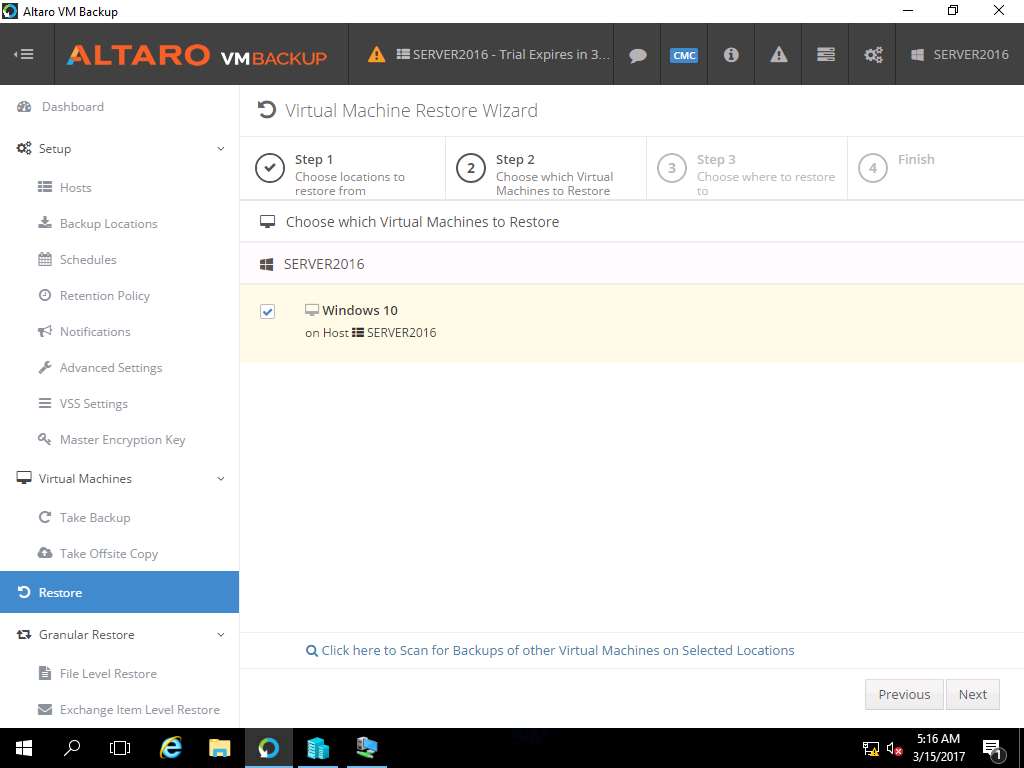 Altaro VM Backup
ALTARO VMBACKUP
SERVER2016 - Trial Expires in 3...
CMC
SERVER2016
Dashboard
Setup
Hosts
Backup Locations
Schedules
Retention Policy
Notifications
Advanced Settings
VSS Settings
Master Encryption Key
Virtual Machines
Take Backup
Take Offsite Copy
Restore
Granular Restore
File Level Restore
Exchange Item Level Restore
Virtual Machine Restore Wizard
Step 1
Choose locations to
restore from
2
Step 2
Choose which Virtual
Machines to Restore
3
Step 3
Choose where to restore
to
4
Finish
Choose which Virtual Machines to Restore
SERVER2016
Windows 10
on Host SERVER2016
Click here to Scan for Backups of other Virtual Machines on Selected Locations
Previous
Next
5:16 AM
3/15/2017
1